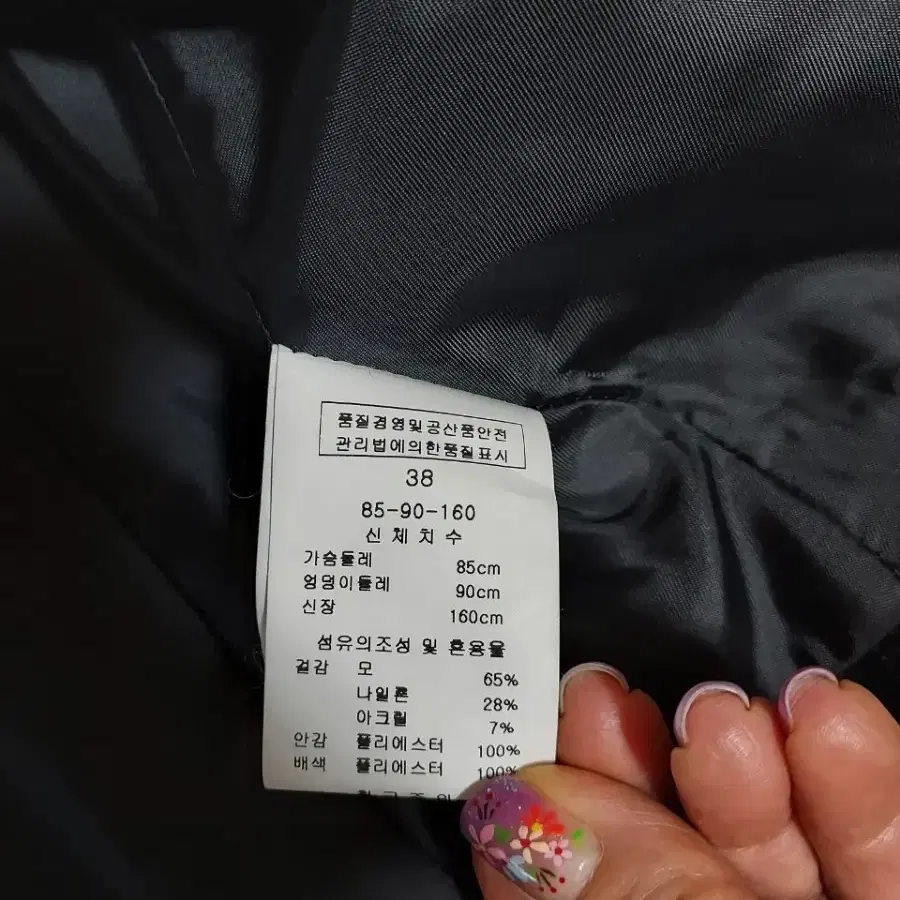 품질경영및공산품안전
관리법에의한품질표시
38
85-90-160
신체치수
가슴둘레 85cm
엉덩이둘레 90cm
신장 160cm
섬유의조성 및 혼용율
겉감 모 65%
나일론 28%
아크릴 7%
안감 폴리에스터 100%
배색 폴리에스터 100%